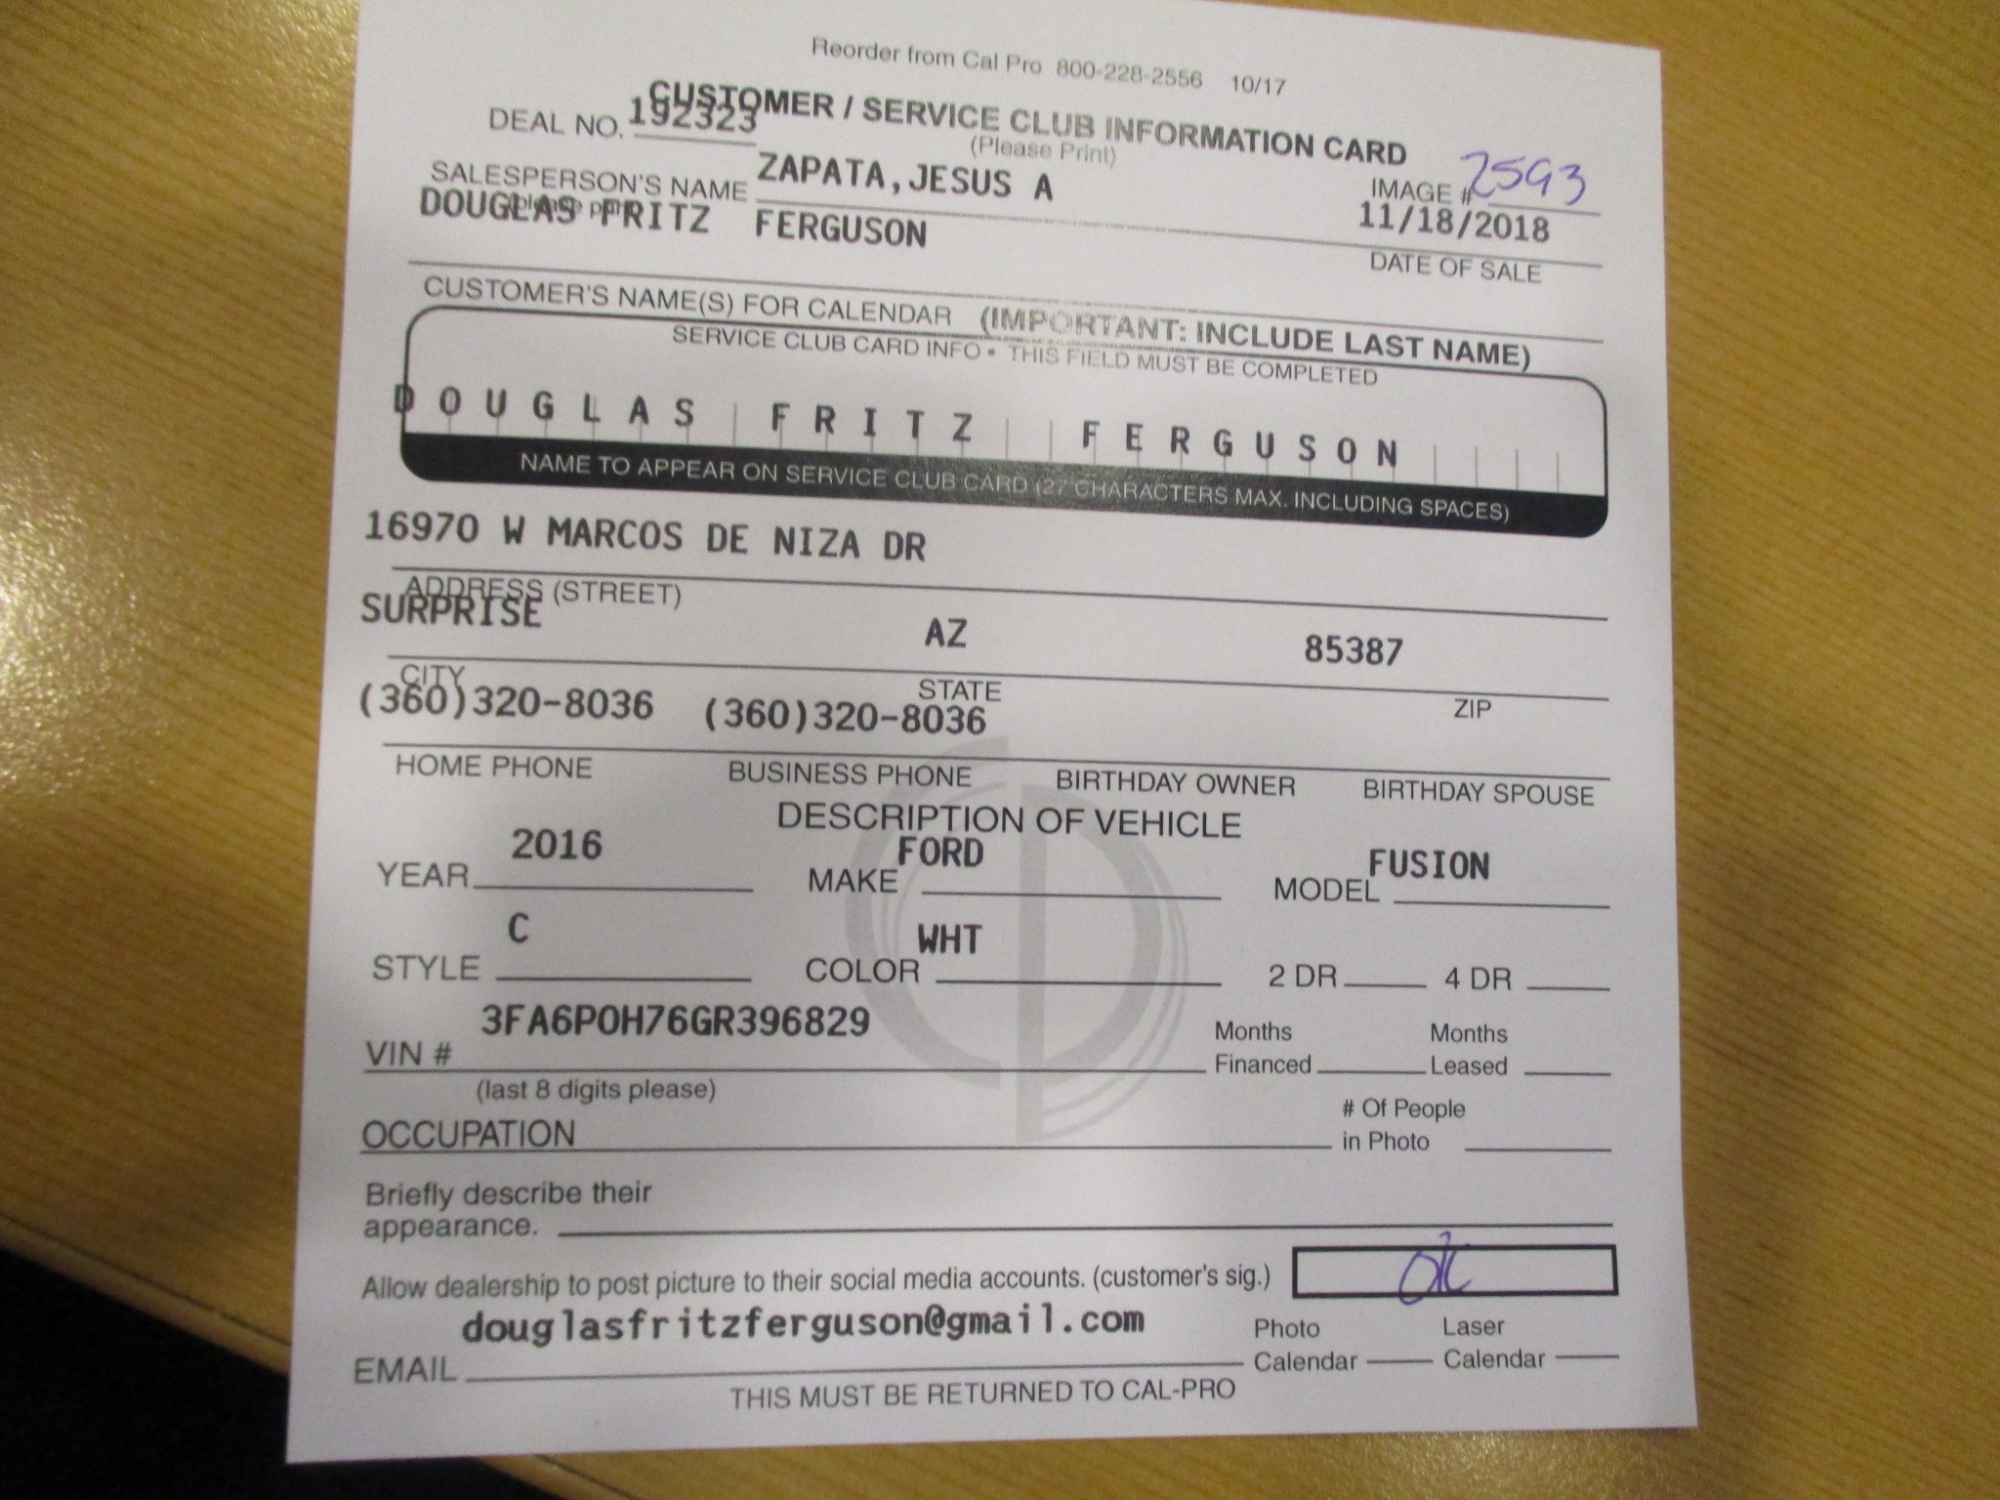 Reorder from Cal Pro 800-228-2556 10/17
CUSTOMER / SERVICE CLUB INFORMATION CARD
DEAL NO. 192323
(Please Print)
SALESPERSON'S NAME ZAPATA, JESUS A
IMAGE # 2593
(please print)
DOUGLAS FRITZ FERGUSON
11/18/2018
DATE OF SALE
CUSTOMER'S NAME(S) FOR CALENDAR (IMPORTANT: INCLUDE LAST NAME)
SERVICE CLUB CARD INFO • THIS FIELD MUST BE COMPLETED
DOUGLAS FRITZ FERGUSON
NAME TO APPEAR ON SERVICE CLUB CARD (27 CHARACTERS MAX. INCLUDING SPACES)
16970 W MARCOS DE NIZA DR
ADDRESS (STREET)
SURPRISE AZ 85387
CITY STATE ZIP
(360)320-8036 (360)320-8036
HOME PHONE BUSINESS PHONE BIRTHDAY OWNER BIRTHDAY SPOUSE
DESCRIPTION OF VEHICLE
YEAR 2016 MAKE FORD MODEL FUSION
STYLE C COLOR WHT 2 DR 4 DR
VIN # 3FA6P0H76GR396829
Months Financed Months Leased
(last 8 digits please)
OCCUPATION # Of People in Photo
Briefly describe their
appearance.
Allow dealership to post picture to their social media accounts. (customer's sig.)
EMAIL douglasfritzferguson@gmail.com
Photo Calendar Laser Calendar
THIS MUST BE RETURNED TO CAL-PRO